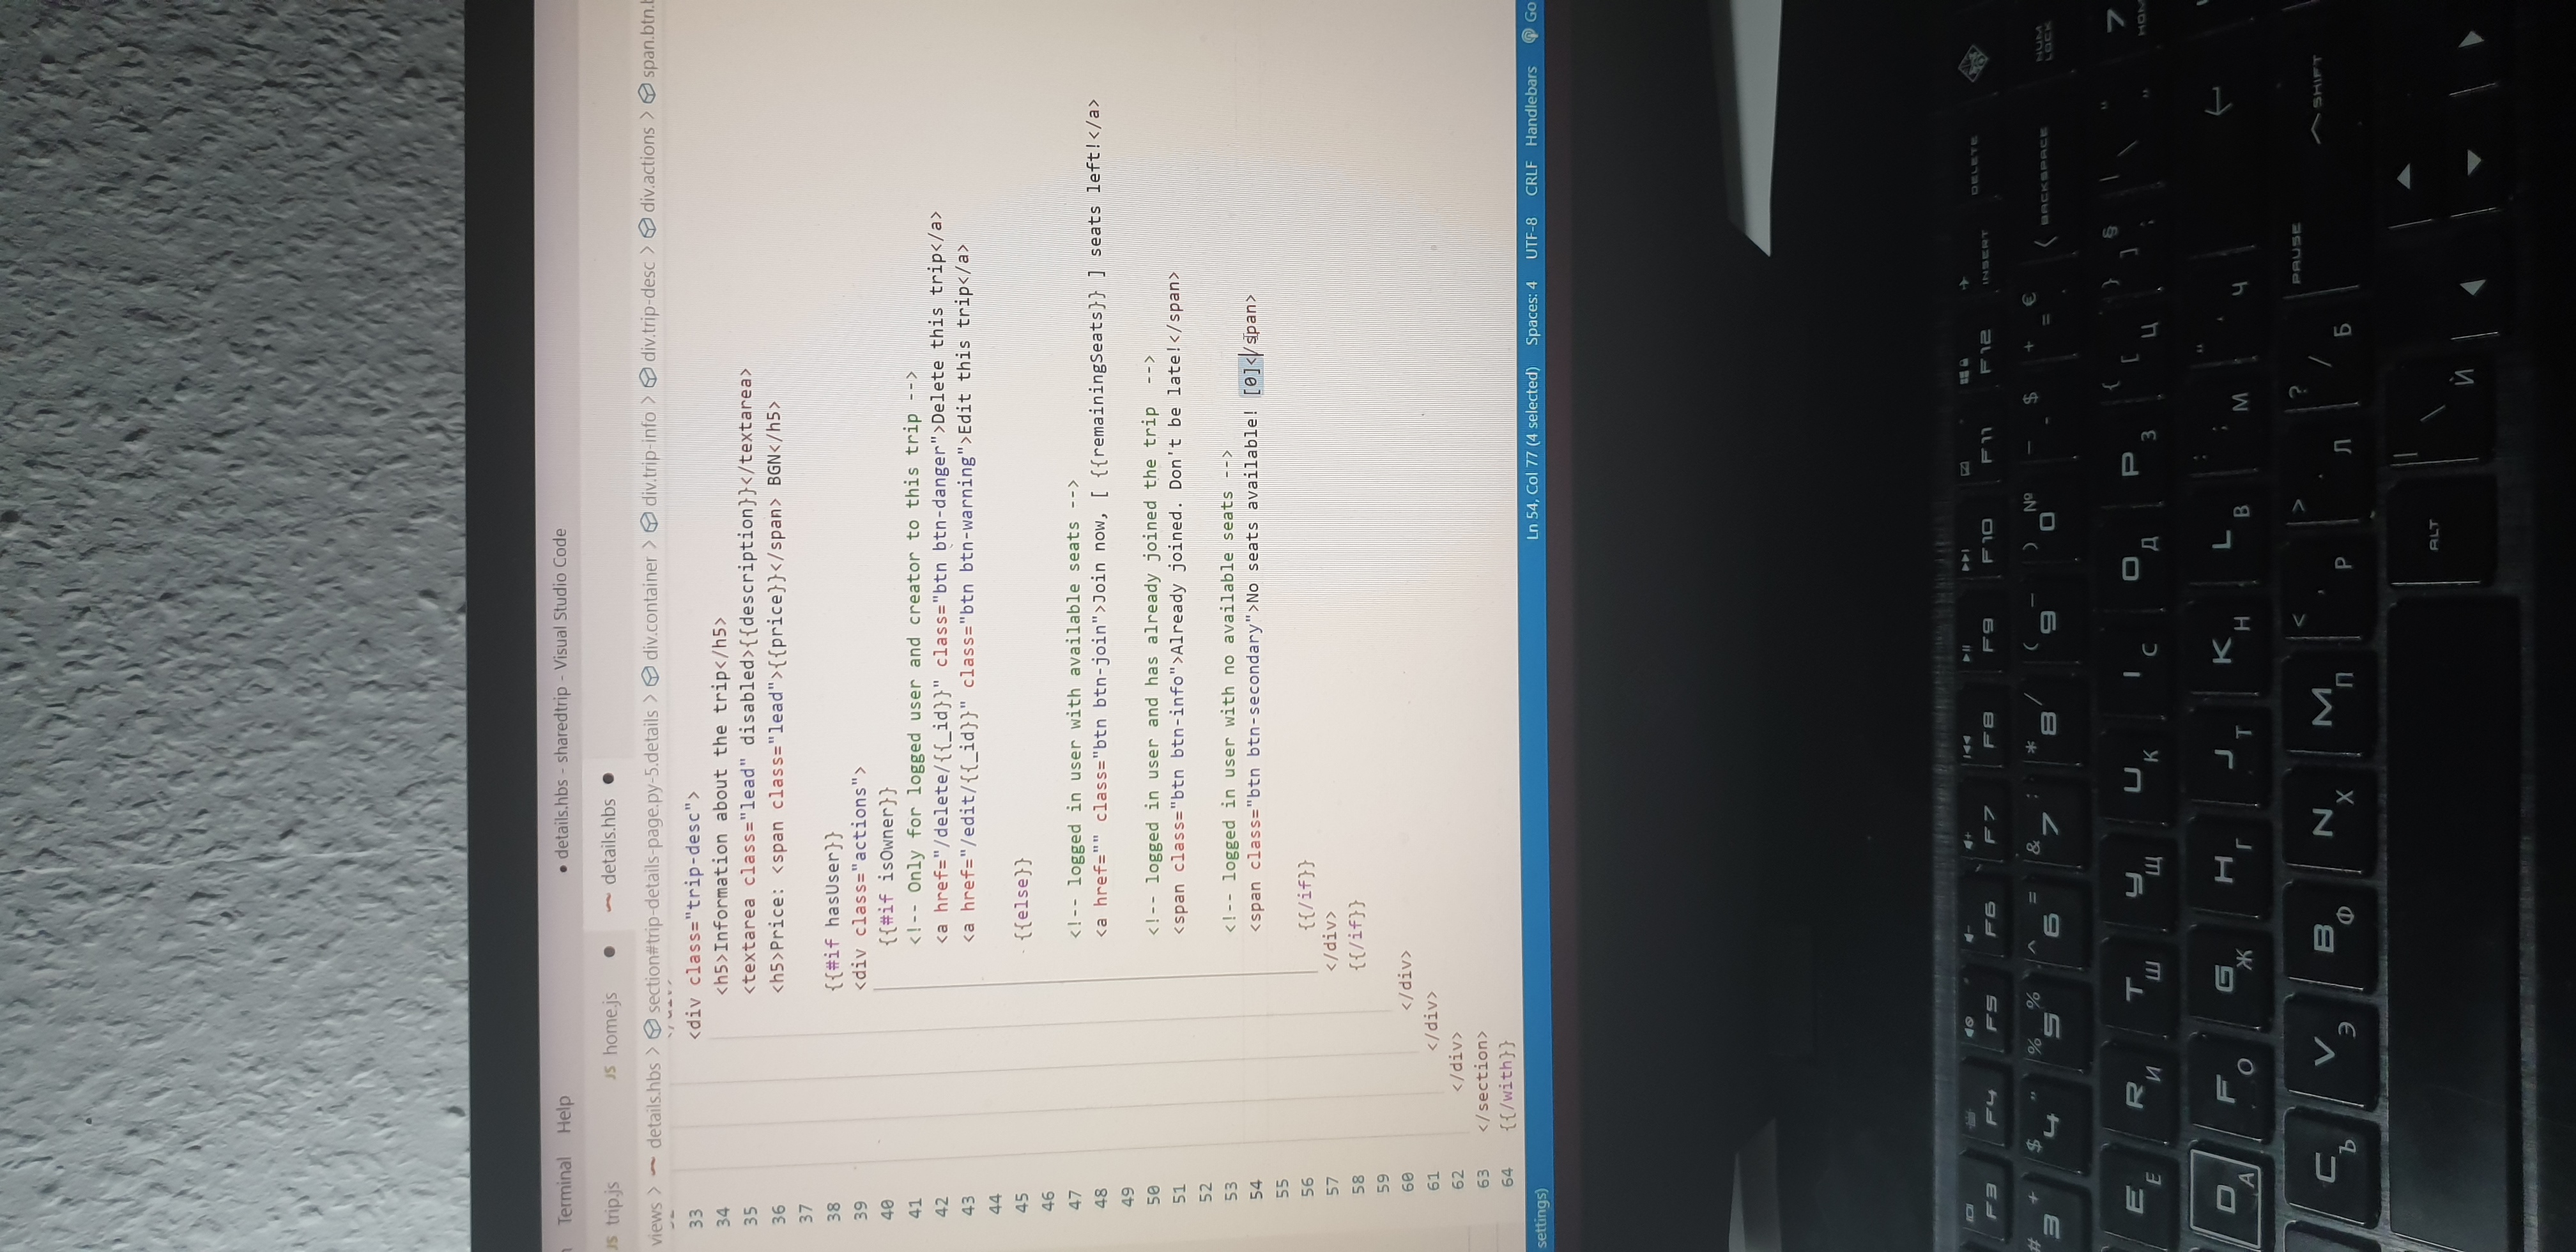 Terminal Help ● details.hbs - sharedtrip - Visual Studio Code
JS trip.js JS home.js ● details.hbs ●
views > details.hbs > section#trip-details-page.py-5.details > div.container > div.trip-info > div.trip-desc > div.actions > span.btn.b
33 <div class="trip-desc">
34 <h5>Information about the trip</h5>
35 <textarea class="lead" disabled>{{description}}</textarea>
36 <h5>Price: <span class="lead">{{price}}</span> BGN</h5>
37
38 {{#if hasUser}}
39 <div class="actions">
40 {{#if isOwner}}
41 <!-- Only for logged user and creator to this trip -->
42 <a href="/delete/{{_id}}" class="btn btn-danger">Delete this trip</a>
43 <a href="/edit/{{_id}}" class="btn btn-warning">Edit this trip</a>
44
45 {{else}}
46
47 <!-- logged in user with available seats -->
48 <a href="" class="btn btn-join">Join now, [ {{remainingSeats}} ] seats left!</a>
49
50 <!-- logged in user and has already joined the trip  -->
51 <span class="btn btn-info">Already joined. Don't be late!</span>
52
53 <!-- logged in user with no available seats -->
54 <span class="btn btn-secondary">No seats available! [0]</span>
55
56 {{/if}}
57 </div>
58 {{/if}}
59
60 </div>
61 </div>
62 </div>
63 </section>
64 {{/with}}
settings) Ln 54, Col 77 (4 selected) Spaces: 4 UTF-8 CRLF Handlebars Go
F3 F4 F5 F6 F7 F8 F9 F10 F11 F12 INSERT DELETE
# + 3 $ " 4 % % 5 ^ = 6 & : 7 * / 8 ( – 9 ) № 0 – $ - + € = . BACKSPACE NUM LOCK
E Е R И T Ш Y Щ U К I С O Д P З { [ Ц } ] § ; | \ " „ 7 HOM
D А F О G Ж H Г J Т K Н L В : ; М " ' Ч
C Ъ V Э B Ф N Х M П < , Р > . Л ? / Б PAUSE SHIFT
ALT | \ Ѝ